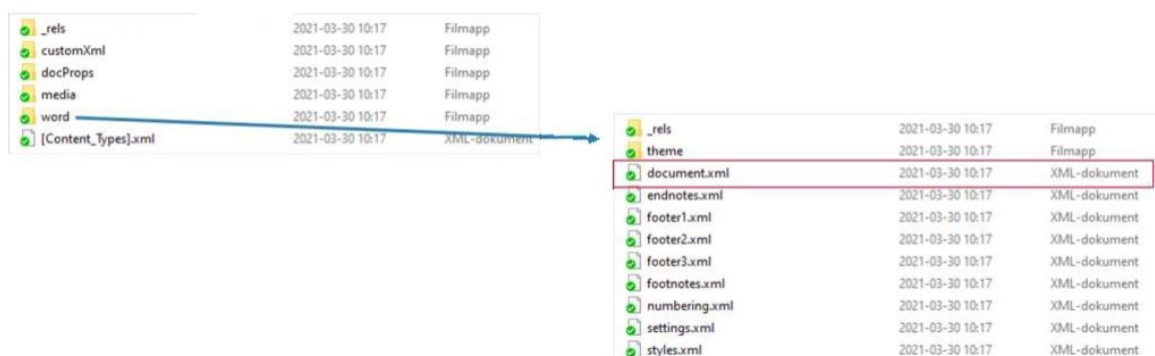 _rels 2021-03-30 10:17 Filmapp
customXml 2021-03-30 10:17 Filmapp
docProps 2021-03-30 10:17 Filmapp
media 2021-03-30 10:17 Filmapp
word 2021-03-30 10:17 Filmapp
[Content_Types].xml 2021-03-30 10:17 XML-dokument
_rels 2021-03-30 10:17 Filmapp
theme 2021-03-30 10:17 Filmapp
document.xml 2021-03-30 10:17 XML-dokument
endnotes.xml 2021-03-30 10:17 XML-dokument
footer1.xml 2021-03-30 10:17 XML-dokument
footer2.xml 2021-03-30 10:17 XML-dokument
footer3.xml 2021-03-30 10:17 XML-dokument
footnotes.xml 2021-03-30 10:17 XML-dokument
numbering.xml 2021-03-30 10:17 XML-dokument
settings.xml 2021-03-30 10:17 XML-dokument
styles.xml 2021-03-30 10:17 XML-dokument